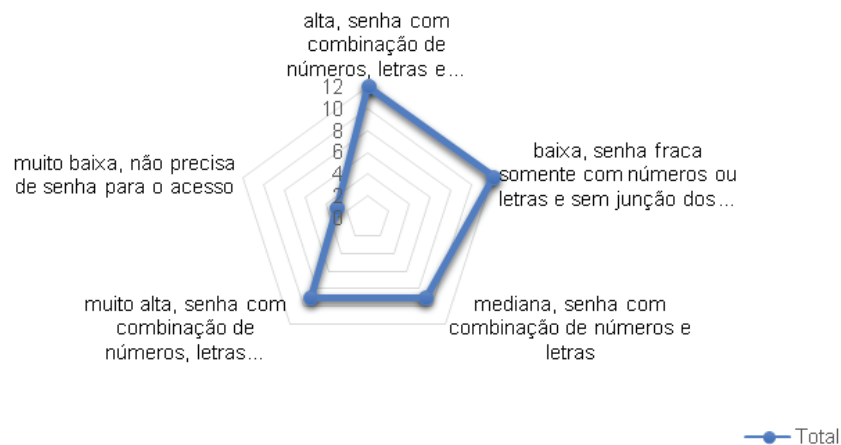 alta, senha com
combinação de
números, letras e...
12
10
8
6
4
2
0
baixa, senha fraca
somente com números ou
letras e sem junção dos...
mediana, senha com
combinação de números e
letras
muito alta, senha com
combinação de
números, letras...
muito baixa, não precisa
de senha para o acesso
Total